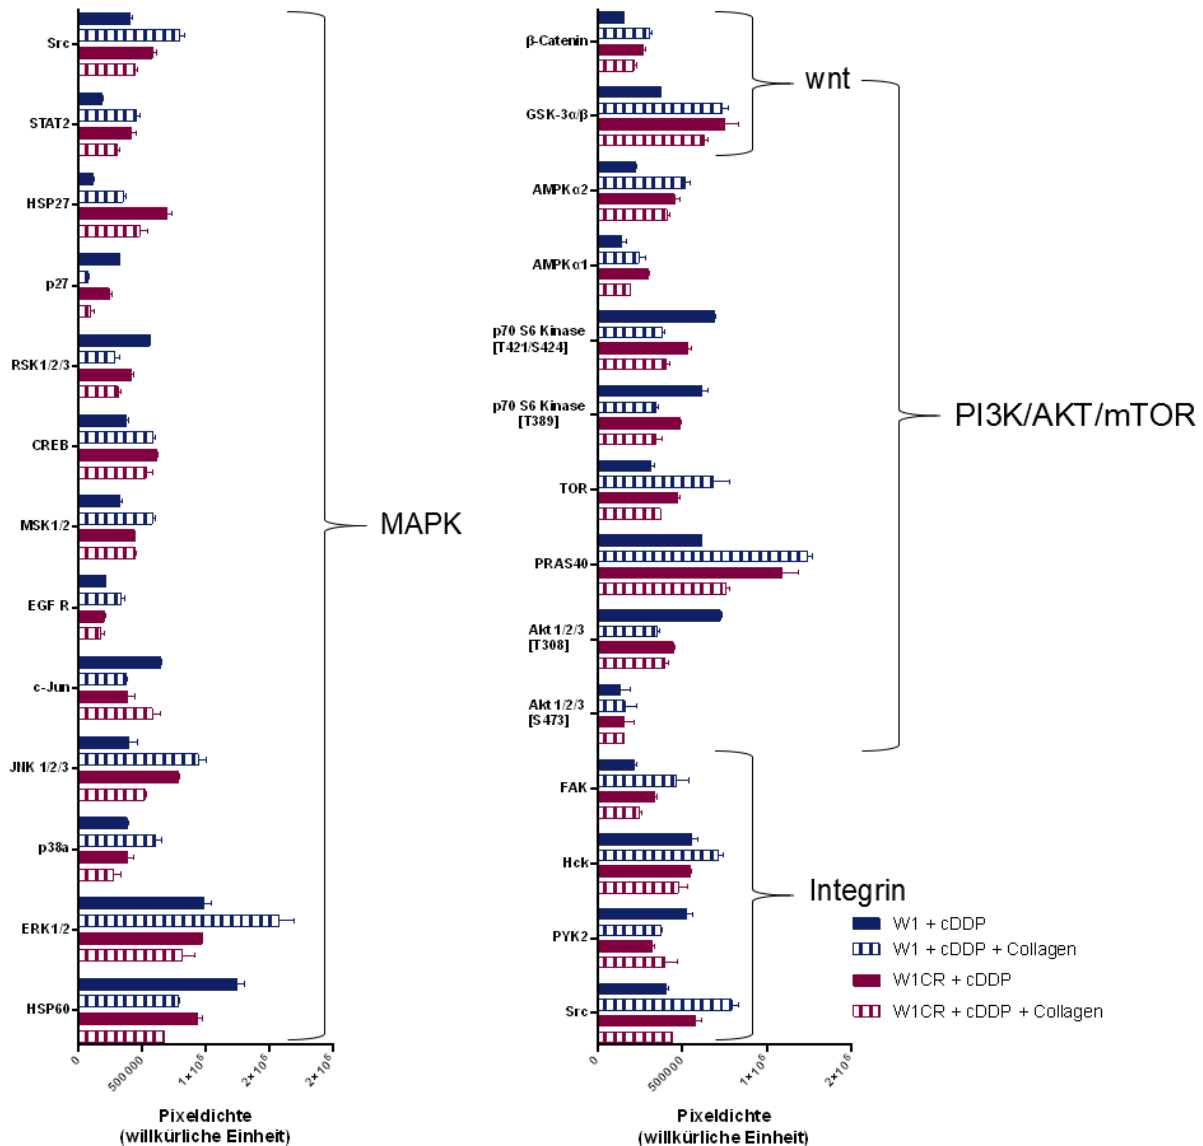 Src
STAT2
HSP27
p27
RSK1/2/3
CREB
MSK1/2
EGF R
c-Jun
JNK 1/2/3
p38a
ERK1/2
HSP60
MAPK
0
500000
1×10⁶
2×10⁶
2×10⁶
Pixeldichte
(willkürliche Einheit)
β-Catenin
GSK-3α/β
AMPKα2
AMPKα1
p70 S6 Kinase
[T421/S424]
p70 S6 Kinase
[T389]
TOR
PRAS40
Akt 1/2/3
[T308]
Akt 1/2/3
[S473]
FAK
Hck
PYK2
Src
wnt
PI3K/AKT/mTOR
Integrin
W1 + cDDP
W1 + cDDP + Collagen
W1CR + cDDP
W1CR + cDDP + Collagen
0
500000
1×10⁶
2×10⁶
Pixeldichte
(willkürliche Einheit)